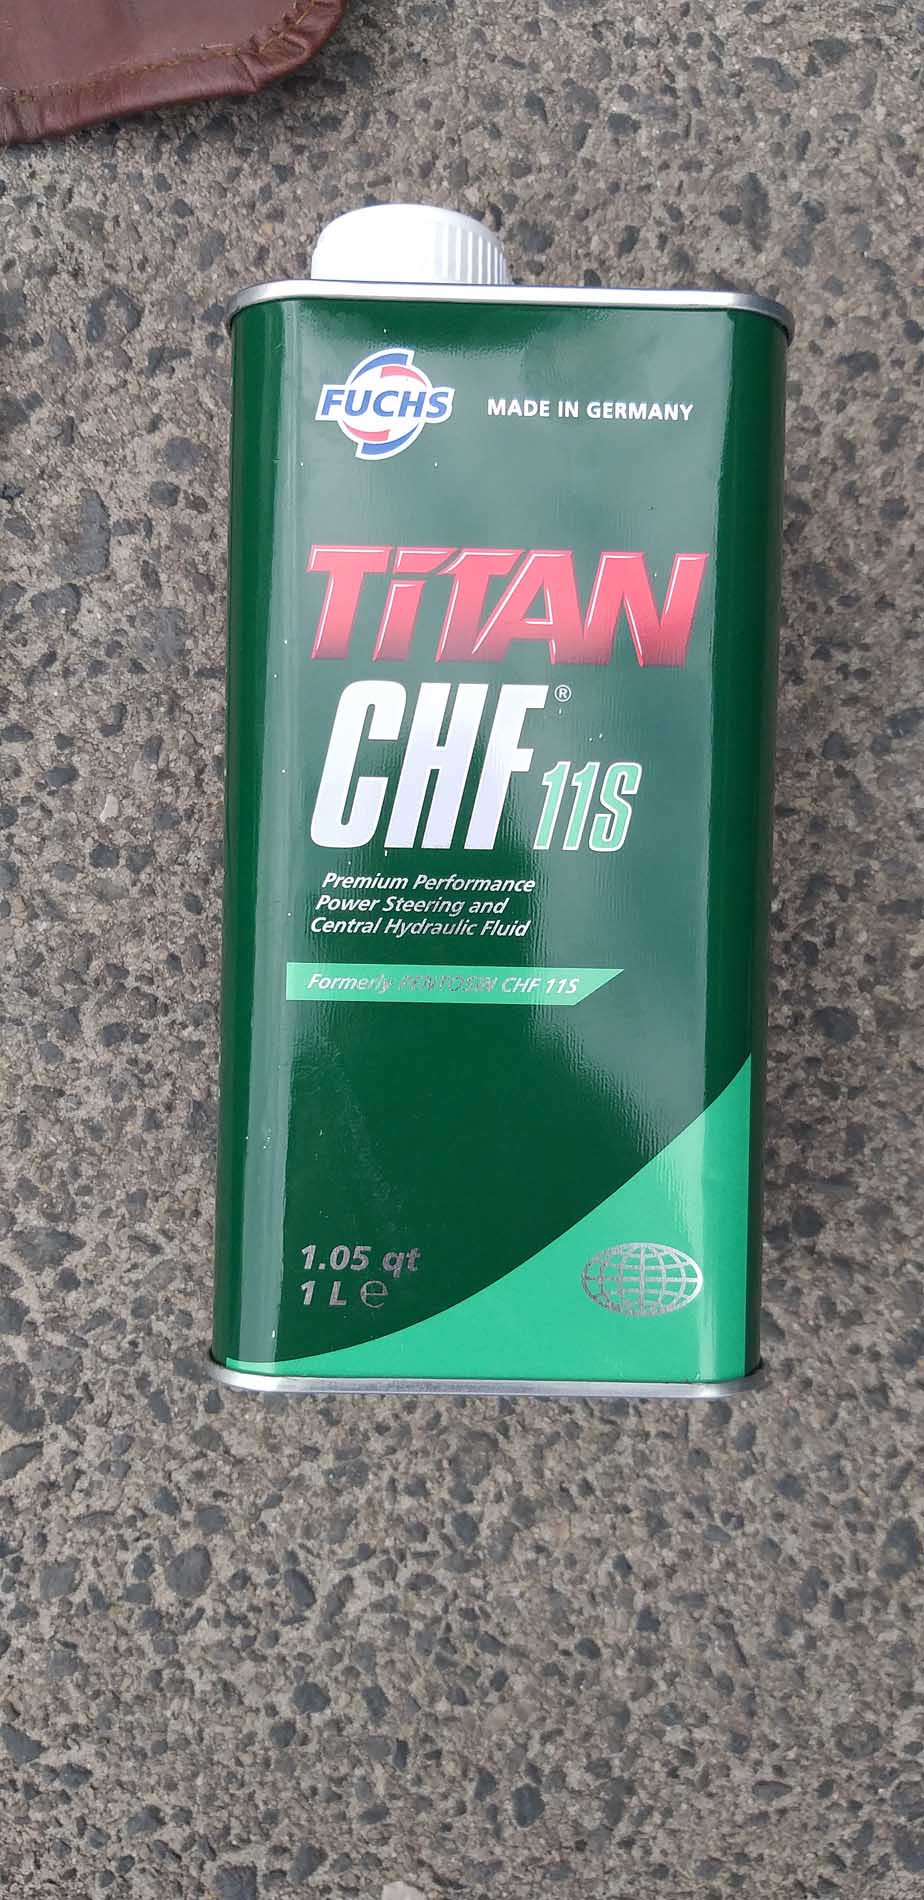 FUCHS
MADE IN GERMANY
TITAN
CHF®
11S
Premium Performance
Power Steering and
Central Hydraulic Fluid
Formerly PENTOSIN CHF 11S
1.05 qt
1 L ℮